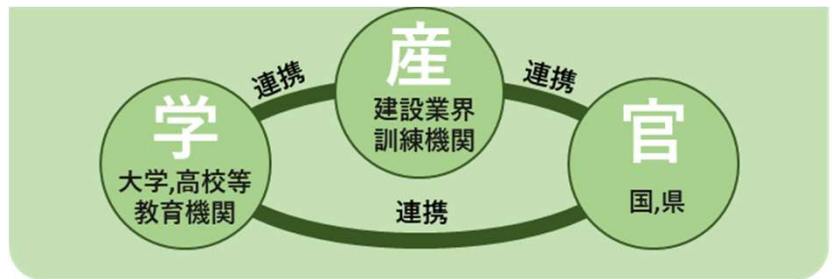 産
建設業界
訓練機関
連携
連携
学
大学,高校等
教育機関
官
国,県
連携